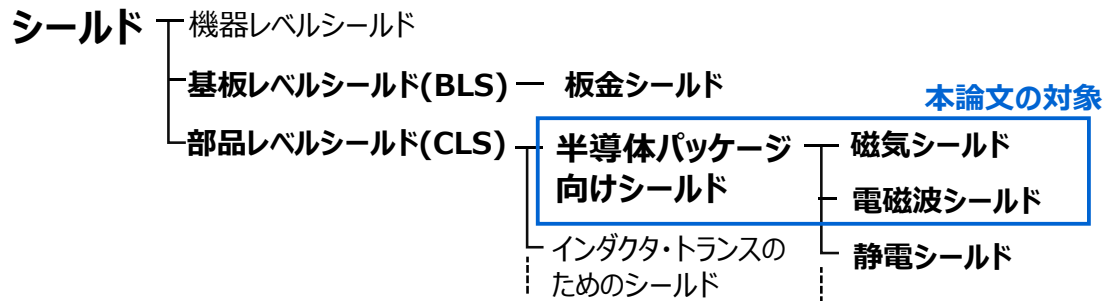 シールド
機器レベルシールド
基板レベルシールド(BLS)
板金シールド
本論文の対象
部品レベルシールド(CLS)
半導体パッケージ
向けシールド
磁気シールド
電磁波シールド
静電シールド
インダクタ・トランスの
ためのシールド